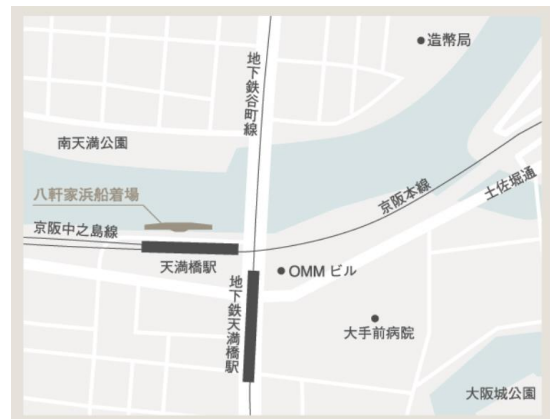 造幣局
地下鉄谷町線
南天満公園
八軒家浜船着場
京阪本線
土佐堀通
京阪中之島線
天満橋駅
地下鉄天満橋駅
OMM ビル
大手前病院
大阪城公園